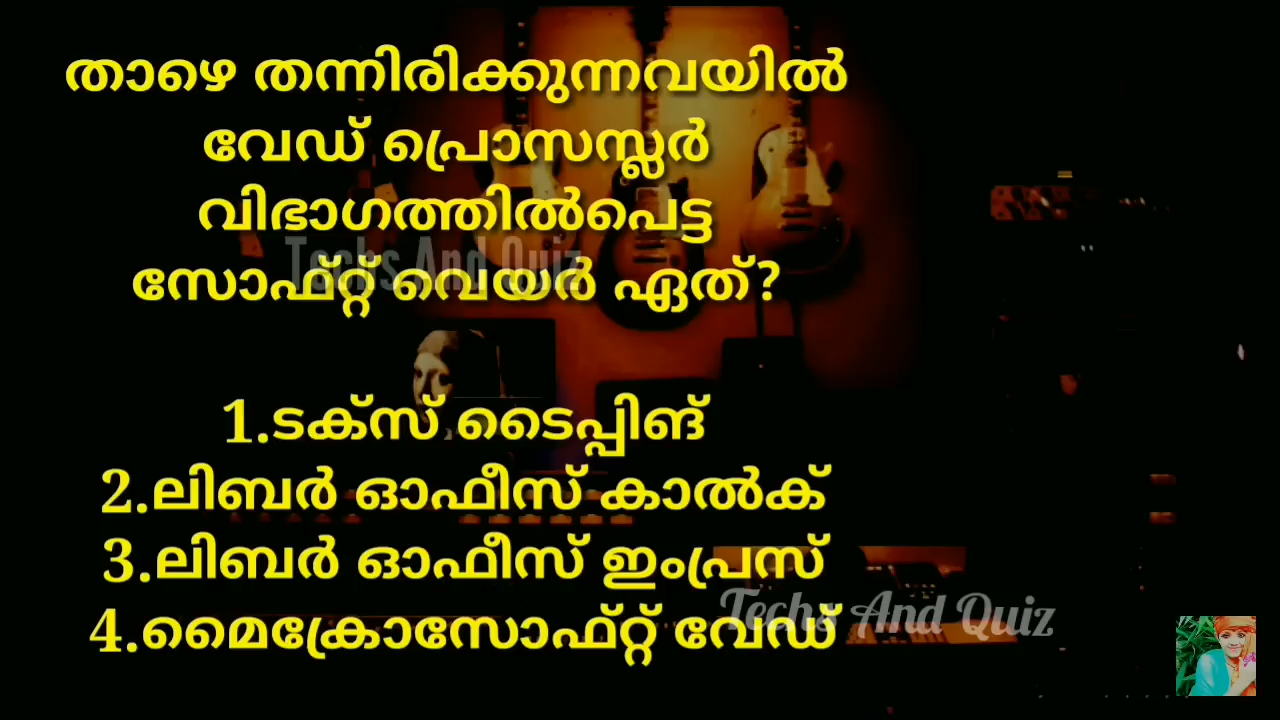 താഴെ തന്നിരിക്കുന്നവയിൽ
വേഡ് പ്രൊസസ്സർ
വിഭാഗത്തിൽപെട്ട
സോഫ്റ്റ് വെയർ ഏത്?
Techs And Quiz
1.ടക്സ് ടൈപ്പിങ്
2.ലിബർ ഓഫീസ് കാൽക്
3.ലിബർ ഓഫീസ് ഇംപ്രസ്
4.മൈക്രോസോഫ്റ്റ് വേഡ്
Techs And Quiz